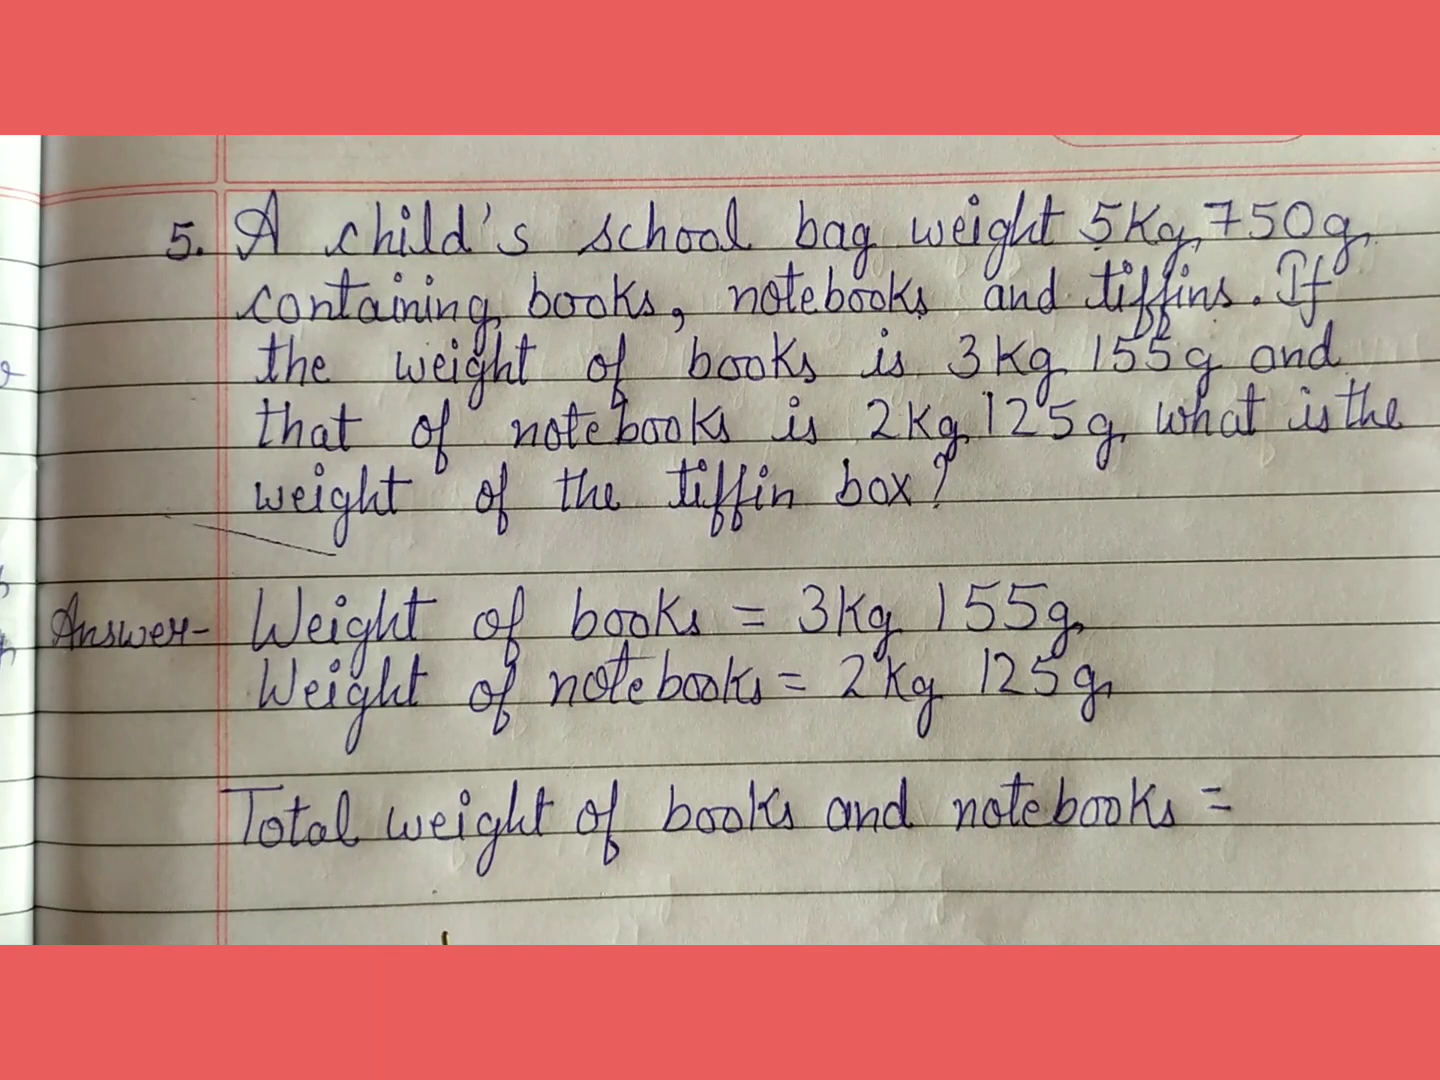 5. A child's school bag weight 5Kg 750g
containing books, notebooks and tiffins. If
the weight of books is 3Kg 155g and
that of notebooks is 2Kg 125g what is the
weight of the tiffin box?
Answer- Weight of books = 3Kg 155g
Weight of notebooks = 2Kg 125g
Total weight of books and notebooks =